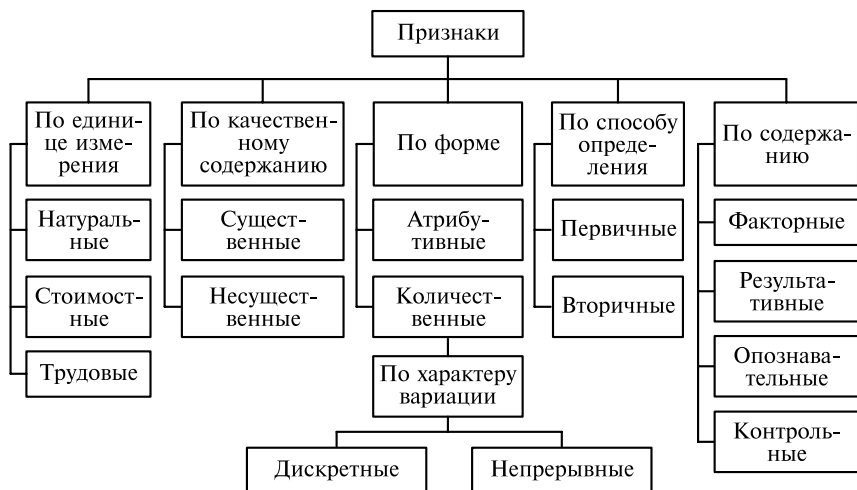 Признаки
По едини-
це изме-
рения
Натураль-
ные
Стоимост-
ные
Трудовые
По качествен-
ному
содержанию
Сущест-
венные
Несущест-
венные
По форме
Атрибу-
тивные
Количест-
венные
По характеру
вариации
Дискретные
Непрерывные
По способу
опреде-
ления
Первичные
Вторичные
По содержа-
нию
Факторные
Результа-
тивные
Опознава-
тельные
Контроль-
ные